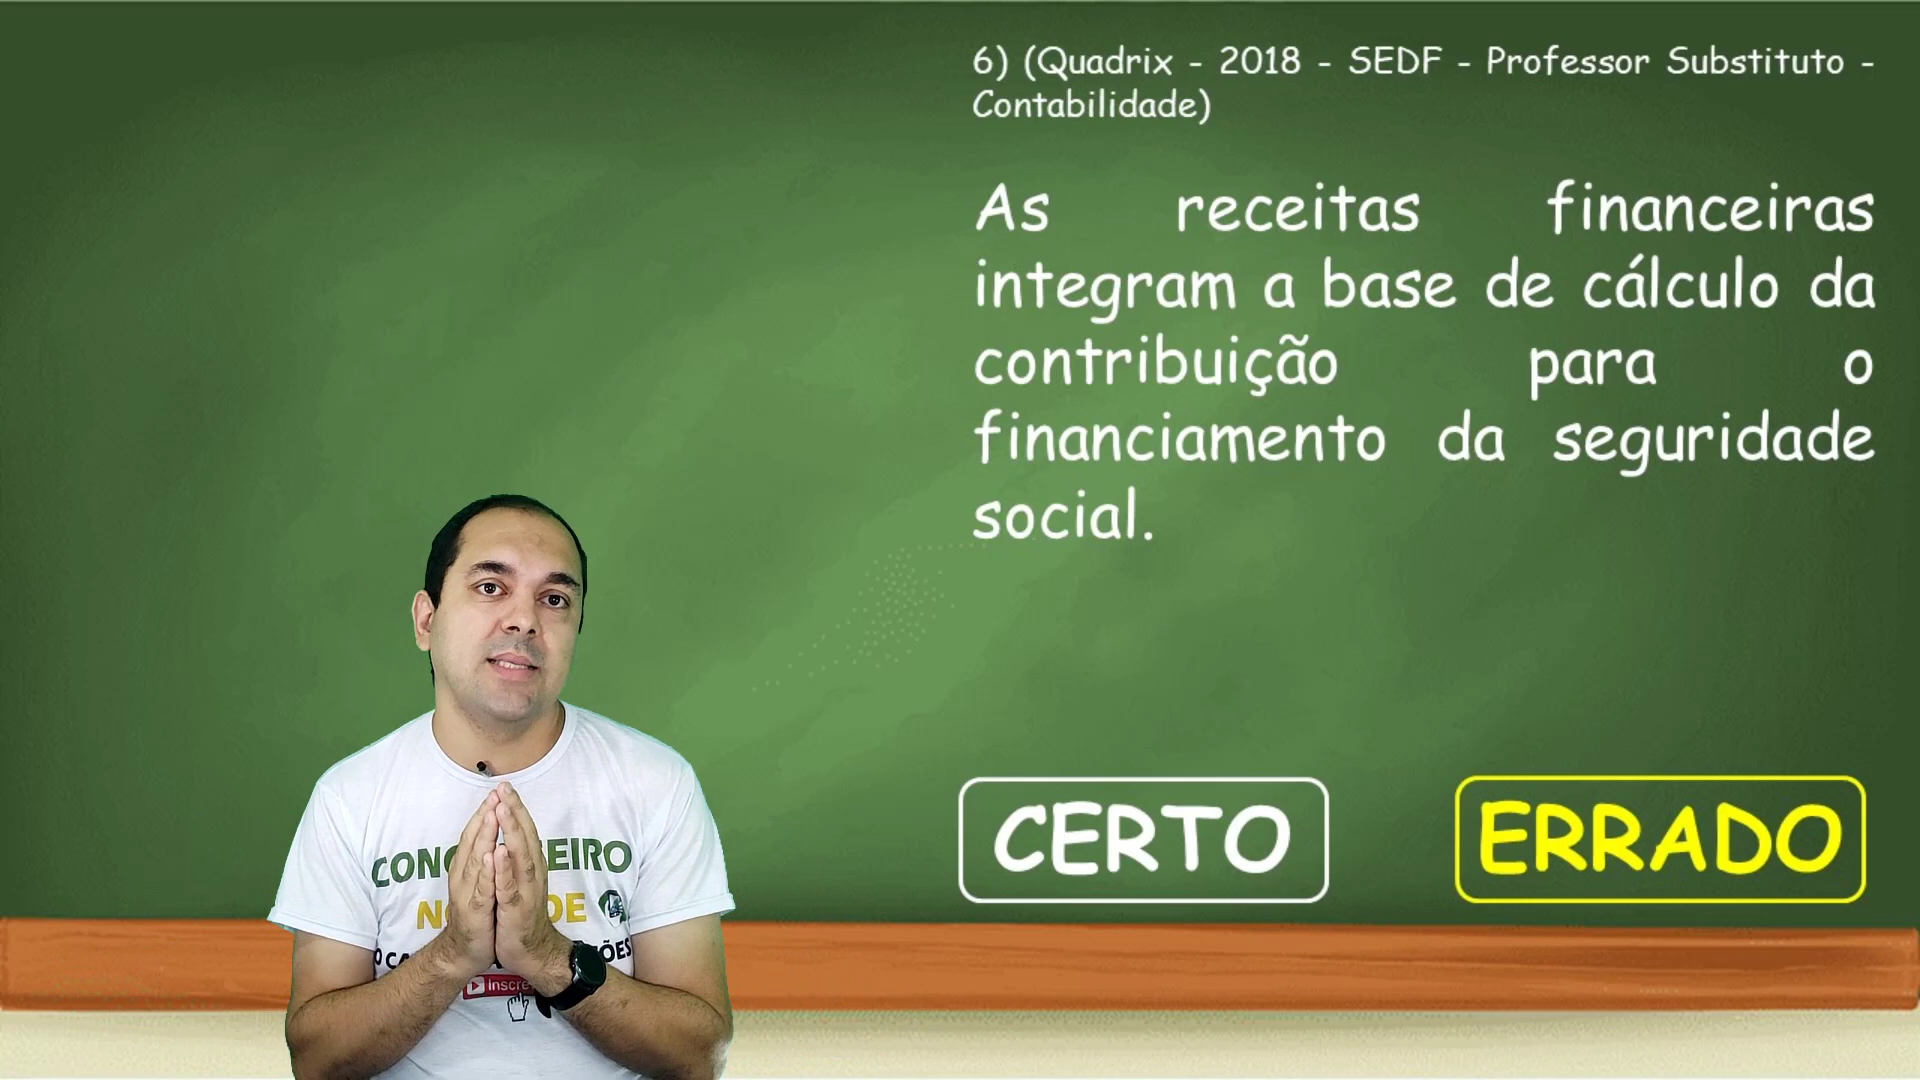 6) (Quadrix - 2018 - SEDF - Professor Substituto -
Contabilidade)
As receitas financeiras
integram a base de cálculo da
contribuição para o
financiamento da seguridade
social.
CERTO
ERRADO